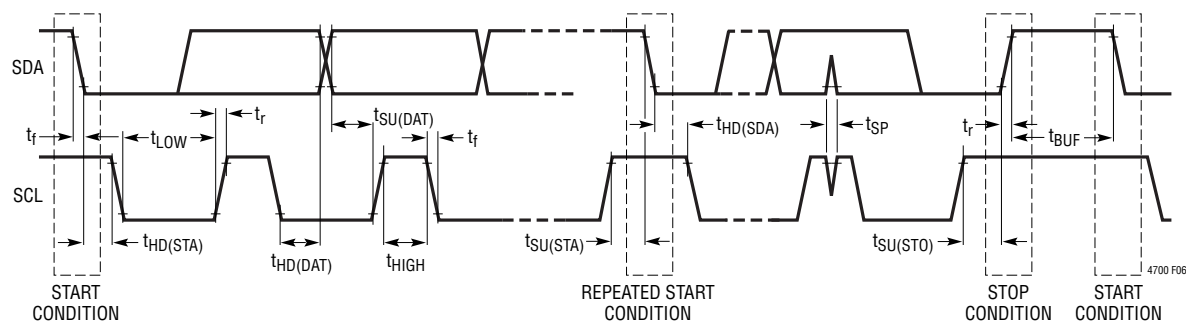 SDA
tf
tLOW
tr
tSU(DAT)
tf
tHD(SDA)
tSP
tr
tBUF
SCL
tHD(STA)
tHD(DAT)
tHIGH
tSU(STA)
tSU(STO)
4700 F06
START
CONDITION
REPEATED START
CONDITION
STOP
CONDITION
START
CONDITION